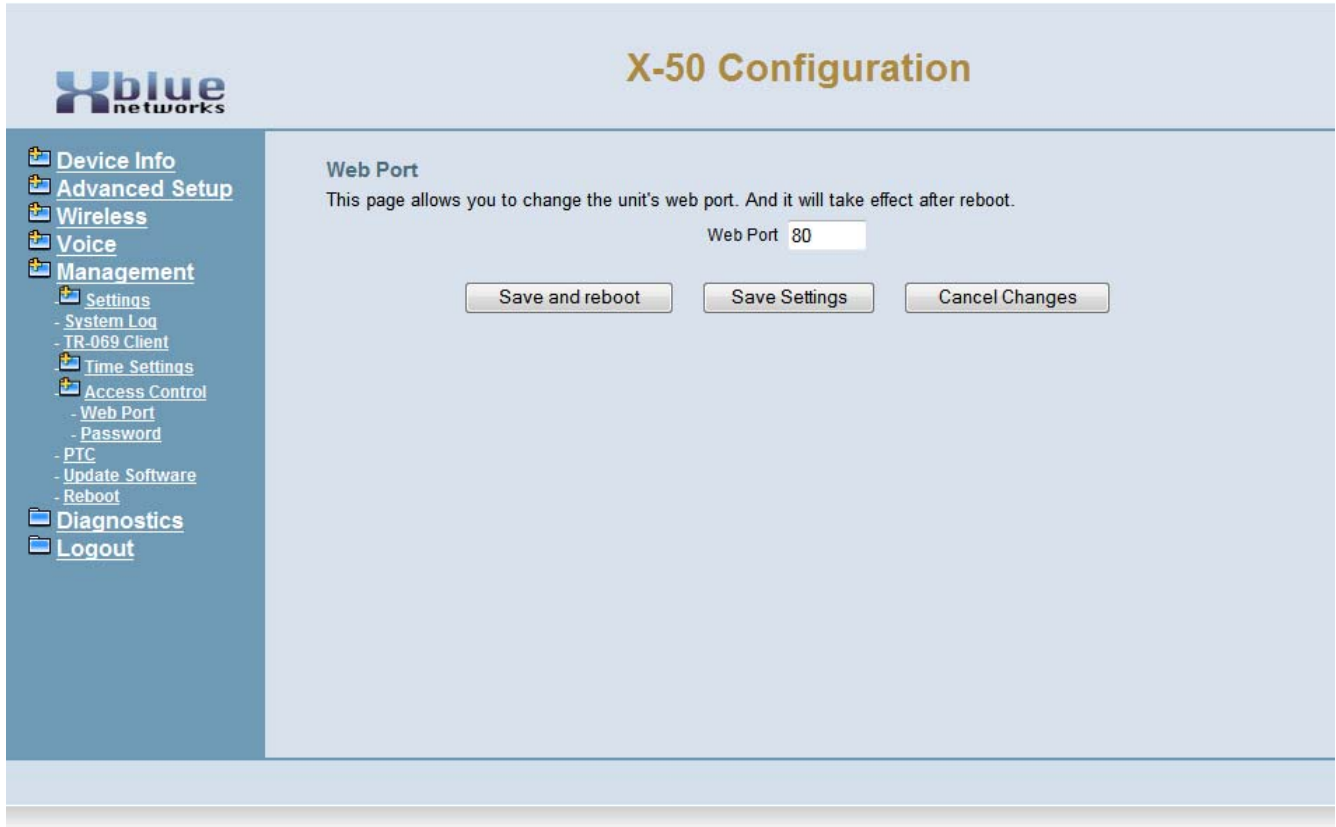 Xblue
networks
X-50 Configuration
Device Info
Advanced Setup
Wireless
Voice
Management
Settings
- System Log
- TR-069 Client
Time Settings
Access Control
- Web Port
- Password
- PTC
- Update Software
- Reboot
Diagnostics
Logout
Web Port
This page allows you to change the unit's web port. And it will take effect after reboot.
Web Port 80
Save and reboot Save Settings Cancel Changes